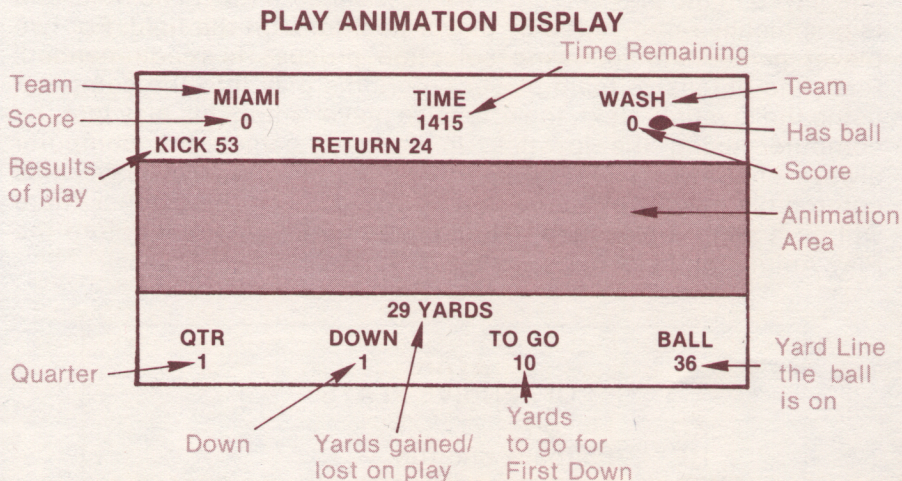 PLAY ANIMATION DISPLAY
Time Remaining
Team
MIAMI
TIME
WASH
Team
Score
0
1415
0
Has ball
KICK 53
RETURN 24
Score
Results
of play
Animation
Area
29 YARDS
QTR
DOWN
TO GO
BALL
1
1
10
36
Quarter
Yard Line
the ball
is on
Down
Yards gained/
lost on play
Yards
to go for
First Down